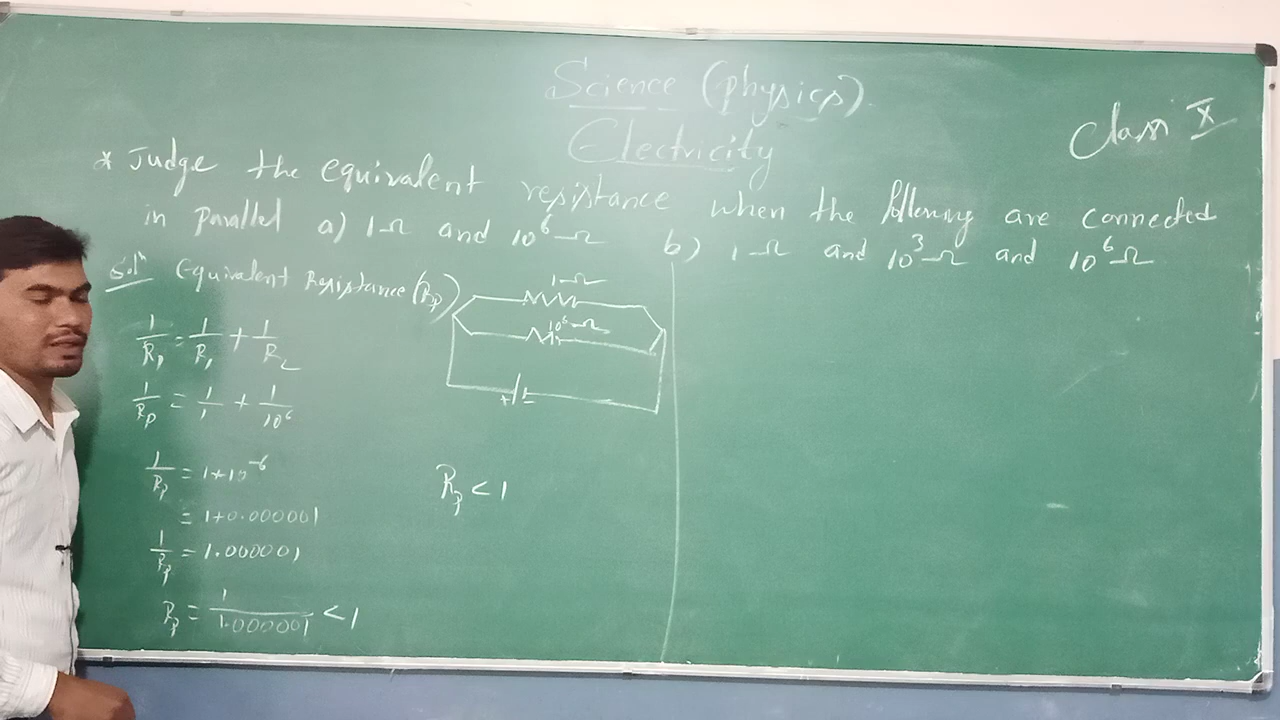 Science (physics)
Electricity
Class X
* Judge the equivalent resistance when the following are connected
in parallel a) 1Ω and 10⁶Ω b) 1Ω and 10³Ω and 10⁶Ω
Solⁿ Equivalent Resistance (Rp)
1/Rp = 1/R₁ + 1/R₂
1/Rp = 1/1 + 1/10⁶
1/Rp = 1+10⁻⁶
= 1+0.000001
1/Rp = 1.000001
Rp = 1/1.000001 < 1
1Ω
10⁶Ω
+ -
Rp < 1